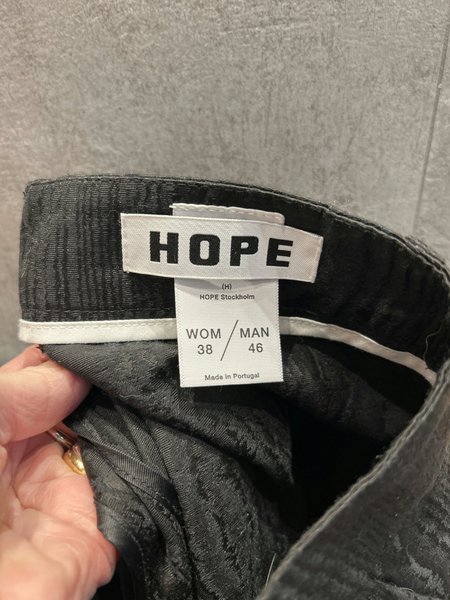 HOPE
(H)
HOPE Stockholm
WOM / MAN
38 46
Made in Portugal